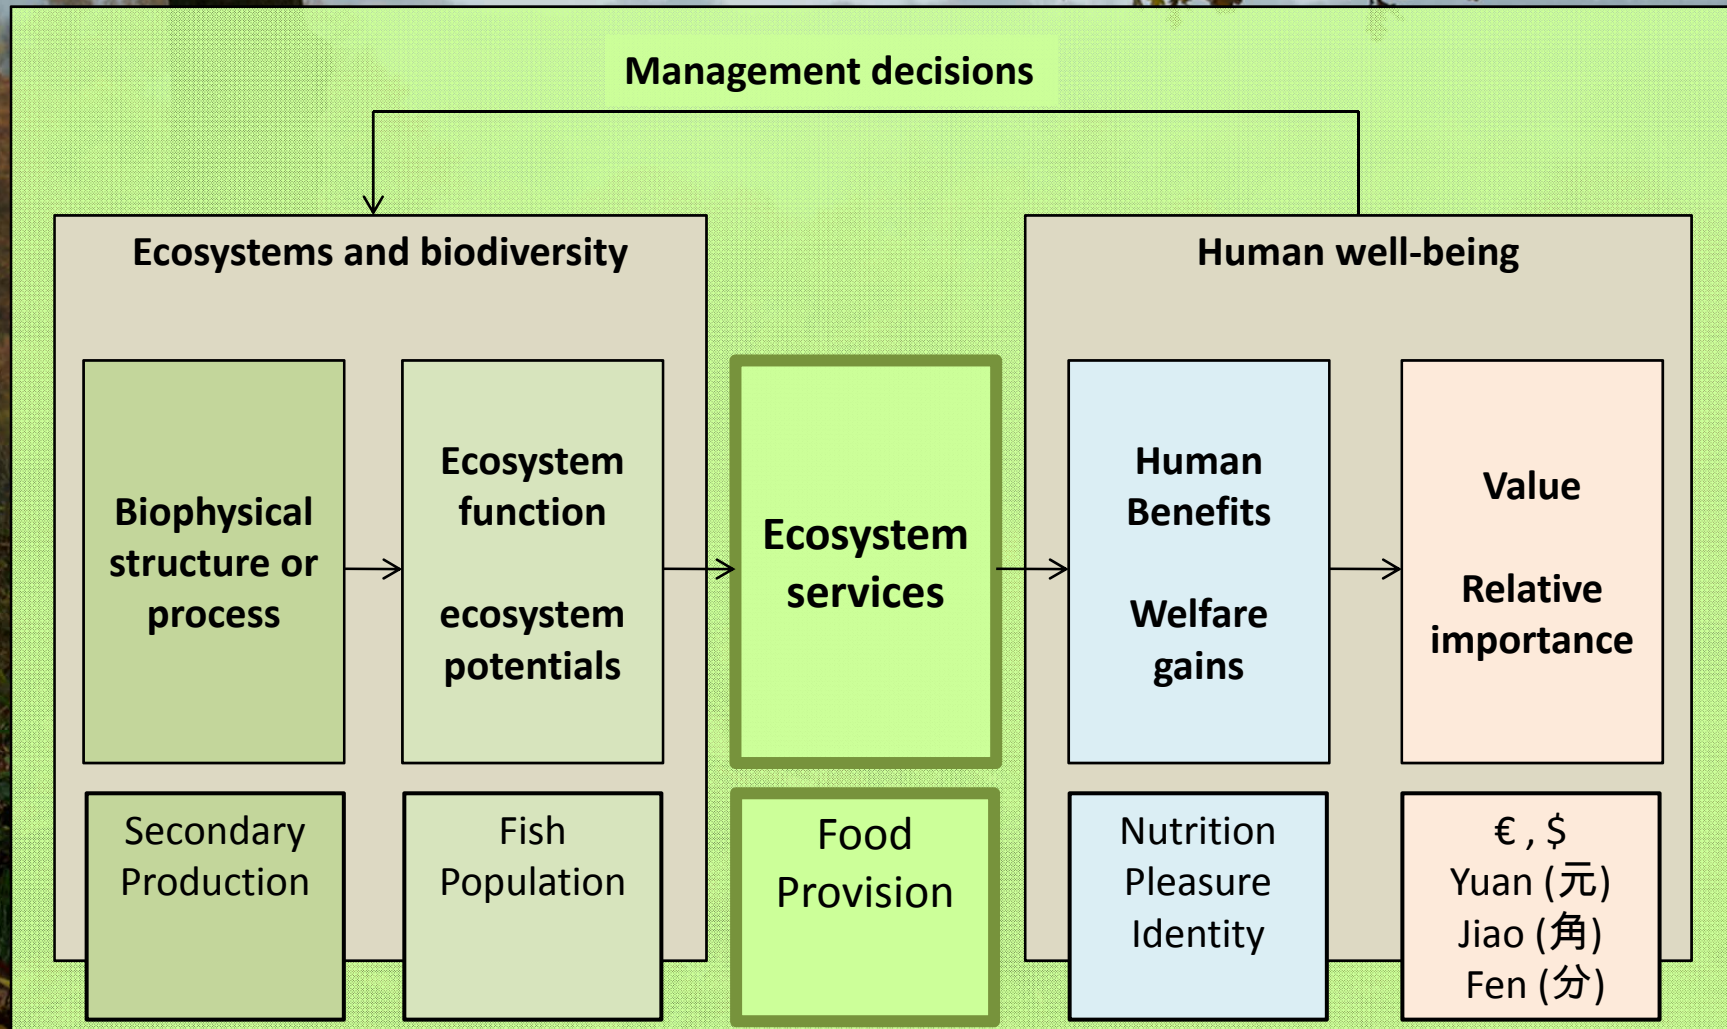 Management decisions
Ecosystems and biodiversity
Human well-being
Biophysical
structure or
process
Ecosystem
function
ecosystem
potentials
Ecosystem
services
Human
Benefits
Welfare
gains
Value
Relative
importance
Secondary
Production
Fish
Population
Food
Provision
Nutrition
Pleasure
Identity
€ , $
Yuan (元)
Jiao (角)
Fen (分)